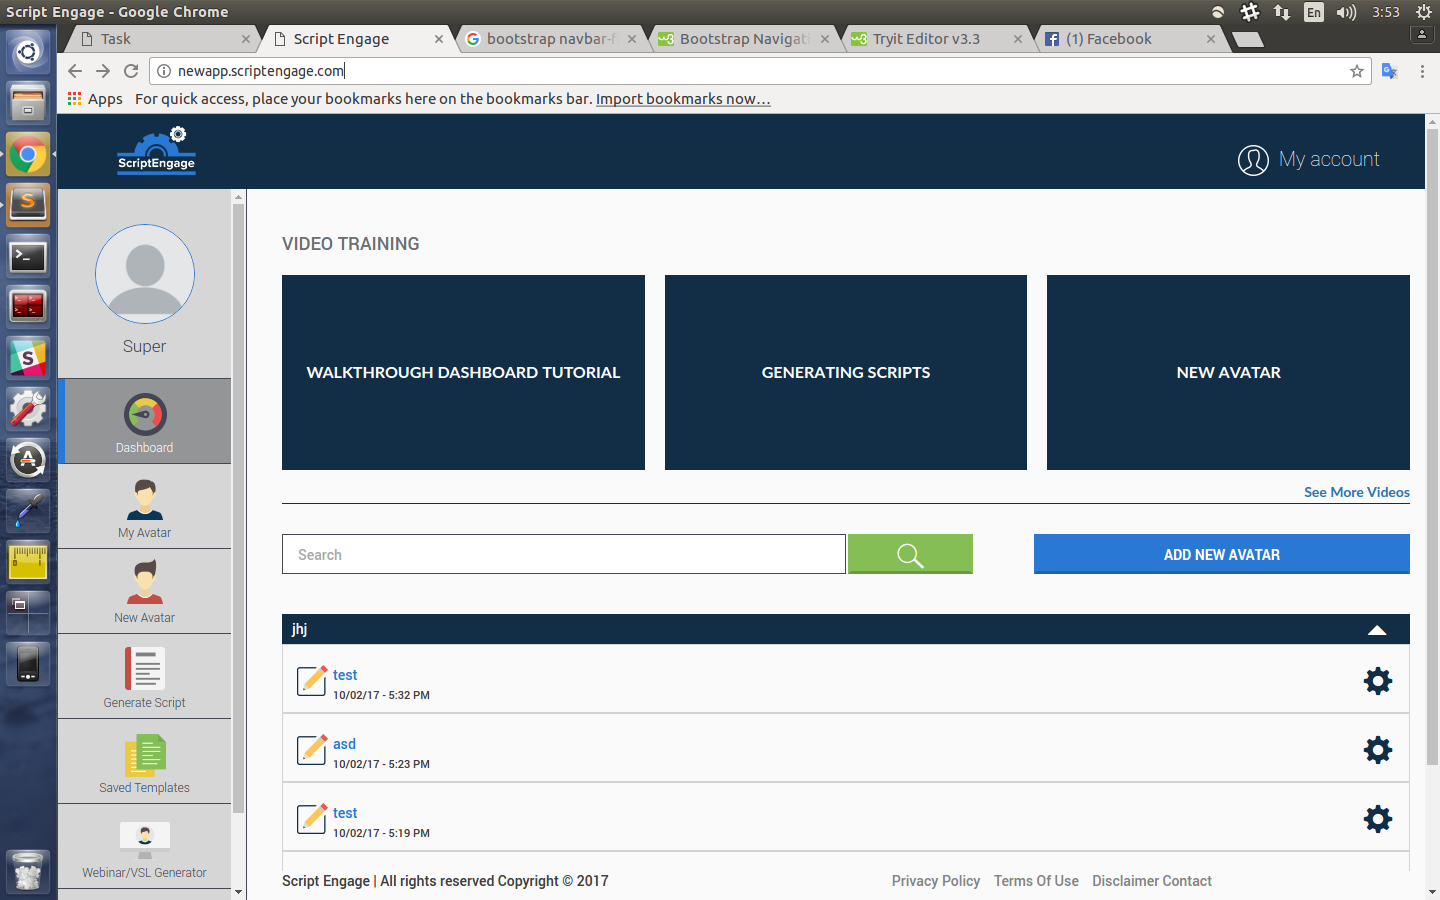 Script Engage - Google Chrome
En
3:53
Task
Script Engage
bootstrap navbar-f
Bootstrap Navigat
Tryit Editor v3.3
(1) Facebook
newapp.scriptengage.com
Apps
For quick access, place your bookmarks here on the bookmarks bar. Import bookmarks now...
ScriptEngage
My account
Super
Dashboard
My Avatar
New Avatar
Generate Script
Saved Templates
Webinar/VSL Generator
VIDEO TRAINING
WALKTHROUGH DASHBOARD TUTORIAL
GENERATING SCRIPTS
NEW AVATAR
See More Videos
Search
ADD NEW AVATAR
jhj
test
10/02/17 - 5:32 PM
asd
10/02/17 - 5:23 PM
test
10/02/17 - 5:19 PM
Script Engage | All rights reserved Copyright © 2017
Privacy Policy
Terms Of Use
Disclaimer Contact